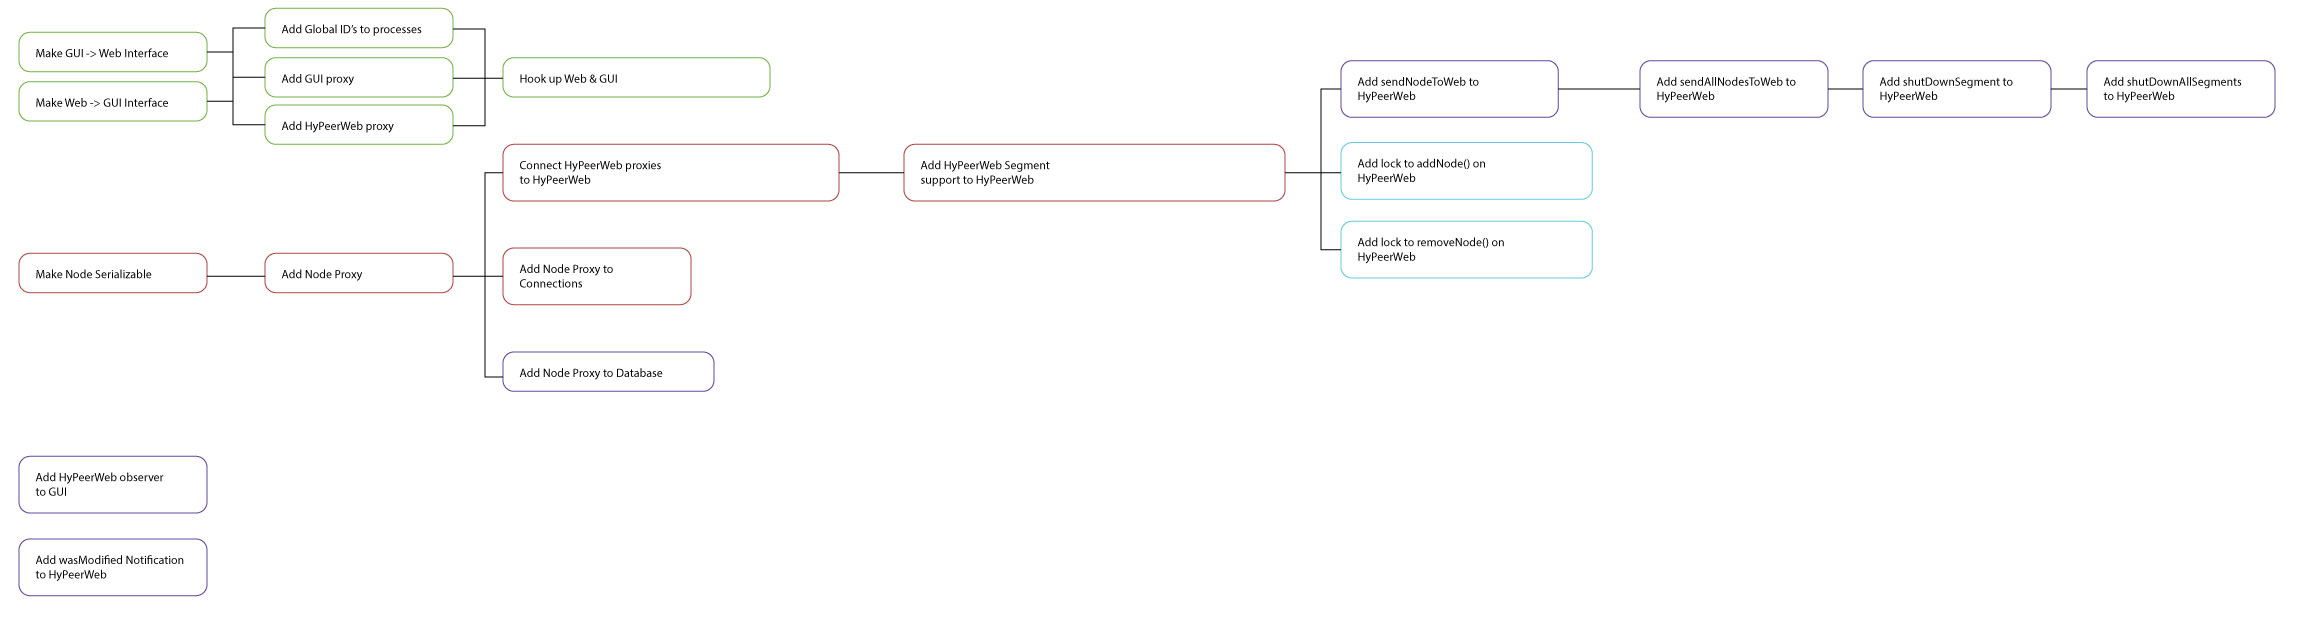 Make GUI -> Web Interface
Make Web -> GUI Interface
Add Global ID's to processes
Add GUI proxy
Add HyPeerWeb proxy
Hook up Web & GUI
Make Node Serializable
Add Node Proxy
Connect HyPeerWeb proxies
to HyPeerWeb
Add Node Proxy to
Connections
Add Node Proxy to Database
Add HyPeerWeb Segment
support to HyPeerWeb
Add sendNodeToWeb to
HyPeerWeb
Add lock to addNode() on
HyPeerWeb
Add lock to removeNode() on
HyPeerWeb
Add sendAllNodesToWeb to
HyPeerWeb
Add shutDownSegment to
HyPeerWeb
Add shutDownAllSegments
to HyPeerWeb
Add HyPeerWeb observer
to GUI
Add wasModified Notification
to HyPeerWeb